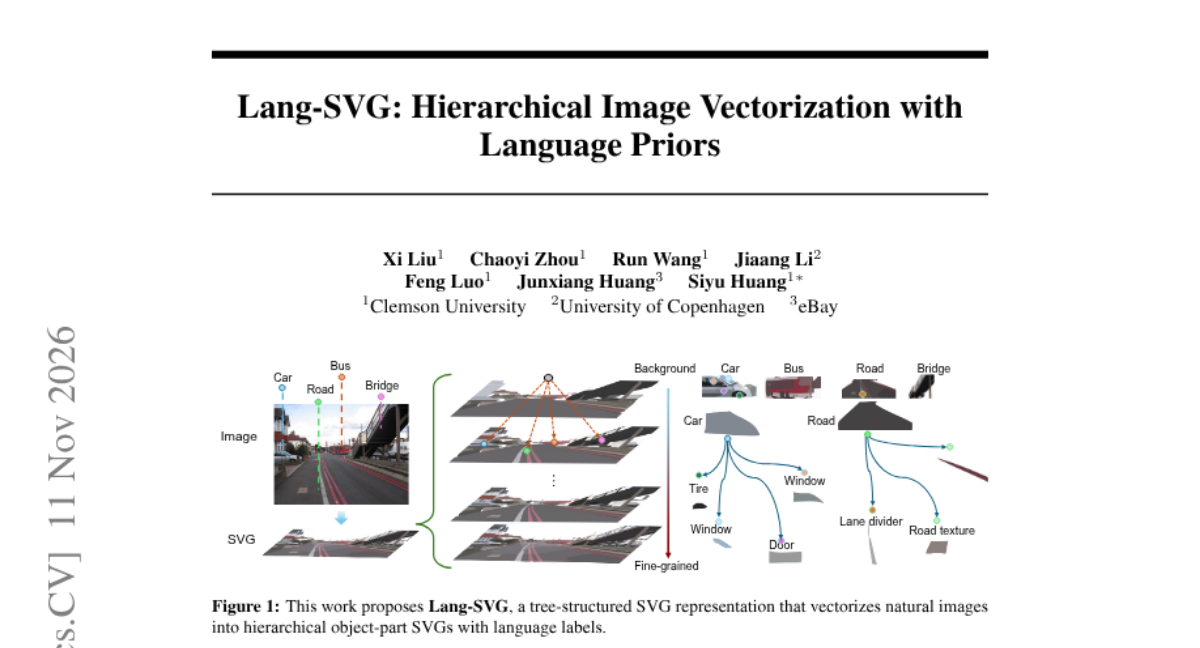 Lang-SVG: Hierarchical Image Vectorization with
Language Priors
Xi Liu¹ Chaoyi Zhou¹ Run Wang¹ Jiaang Li²
Feng Luo¹ Junxiang Huang³ Siyu Huang¹*
¹Clemson University ²University of Copenhagen ³eBay
cs.CV] 11 Nov 2026
Car
Road
Bus
Bridge
Image
SVG
⋮
Background
Fine-grained
Car Bus Road Bridge
Car
Tire
Window
Window
Door
Road
Lane divider
Road texture
Figure 1: This work proposes Lang-SVG, a tree-structured SVG representation that vectorizes natural images
into hierarchical object-part SVGs with language labels.